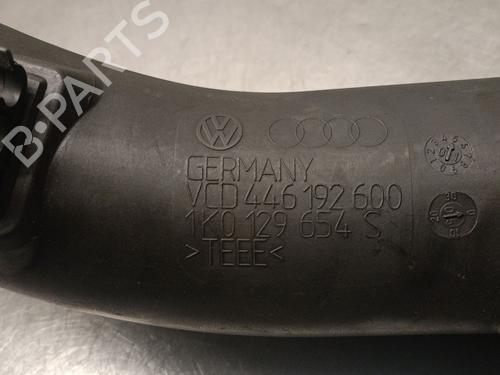 B-PARTS
GERMANY
VCD 446 192 600
1K0 129 654 S
>TEEE<